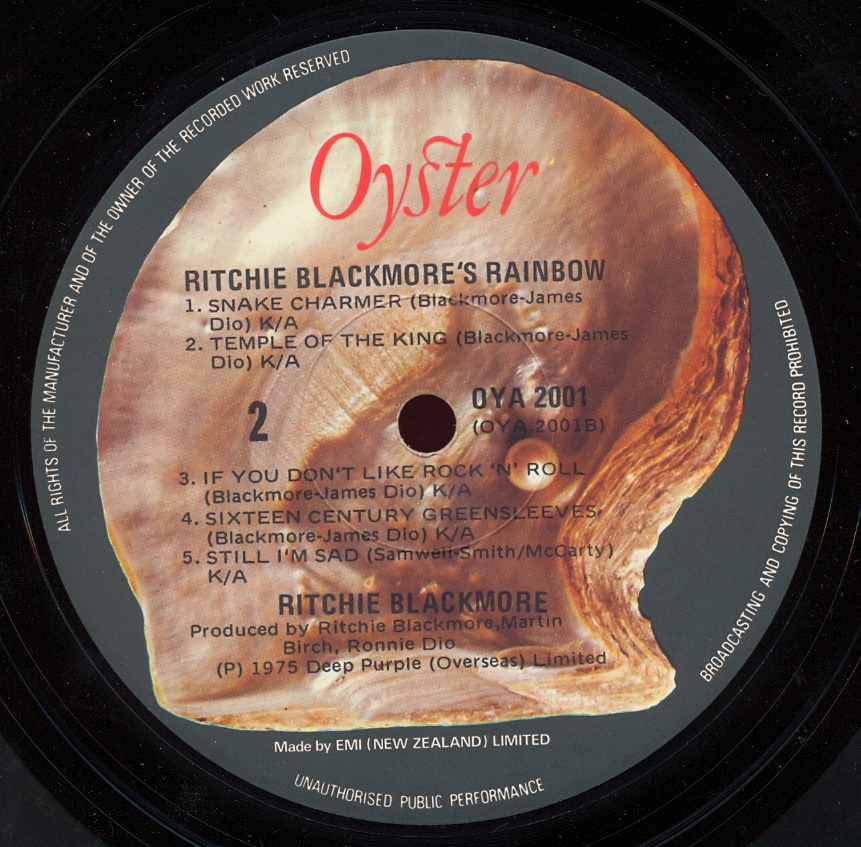 ALL RIGHTS OF THE MANUFACTURER AND OF THE OWNER OF THE RECORDED WORK RESERVED
Oyster
RITCHIE BLACKMORE'S RAINBOW
1. SNAKE CHARMER (Blackmore-James
Dio) K/A
2. TEMPLE OF THE KING (Blackmore-James
Dio) K/A
2
OYA 2001
(OYA.2001B)
3. IF YOU DON'T LIKE ROCK 'N' ROLL
(Blackmore-James Dio) K/A
4. SIXTEEN CENTURY GREENSLEEVES
(Blackmore-James Dio) K/A
5. STILL I'M SAD (Samwell-Smith/McCarty)
K/A
RITCHIE BLACKMORE
Produced by Ritchie Blackmore,Martin
Birch, Ronnie Dio
(P) 1975 Deep Purple (Overseas) Limited
Made by EMI (NEW ZEALAND) LIMITED
UNAUTHORISED PUBLIC PERFORMANCE
BROADCASTING AND COPYING OF THIS RECORD PROHIBITED